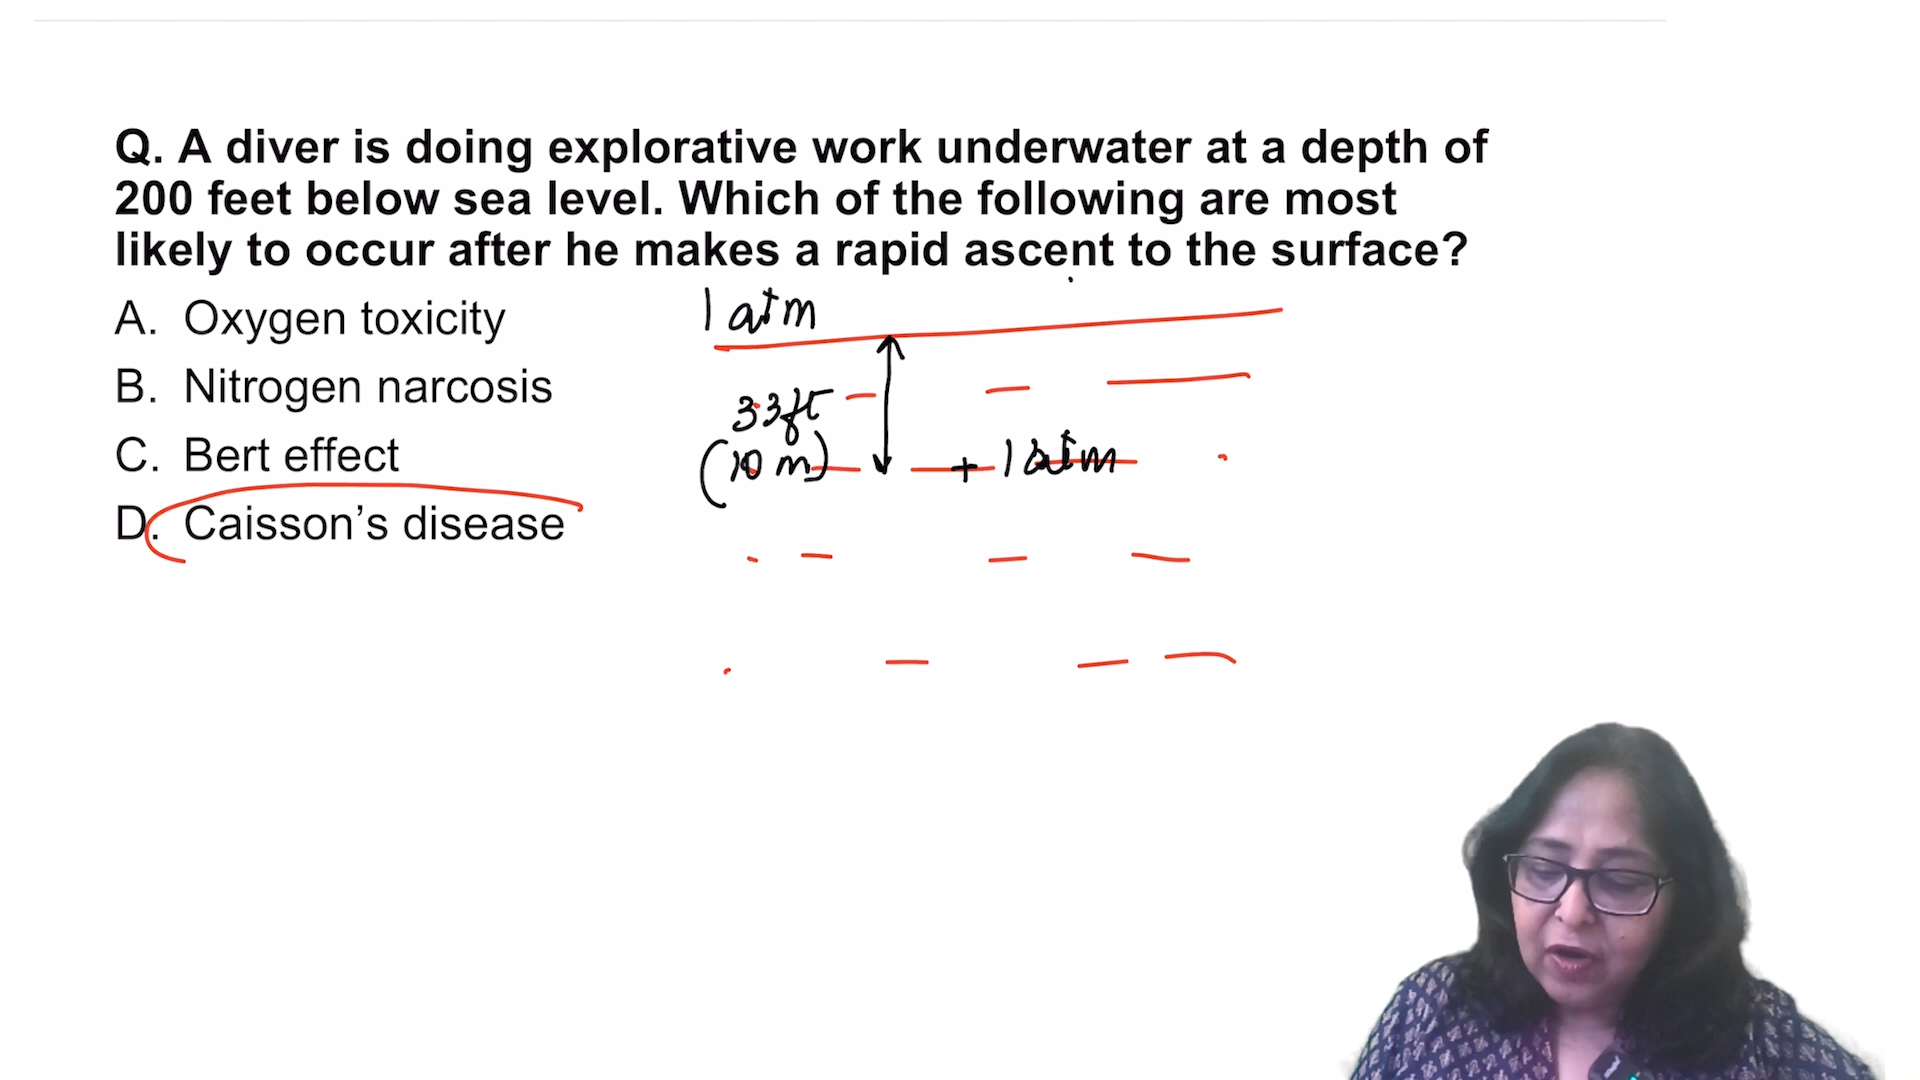 Q. A diver is doing explorative work underwater at a depth of
200 feet below sea level. Which of the following are most
likely to occur after he makes a rapid ascent to the surface?
A. Oxygen toxicity
B. Nitrogen narcosis
C. Bert effect
D. Caisson’s disease
1 atm
33ft
(10 m)
+ 1 atm